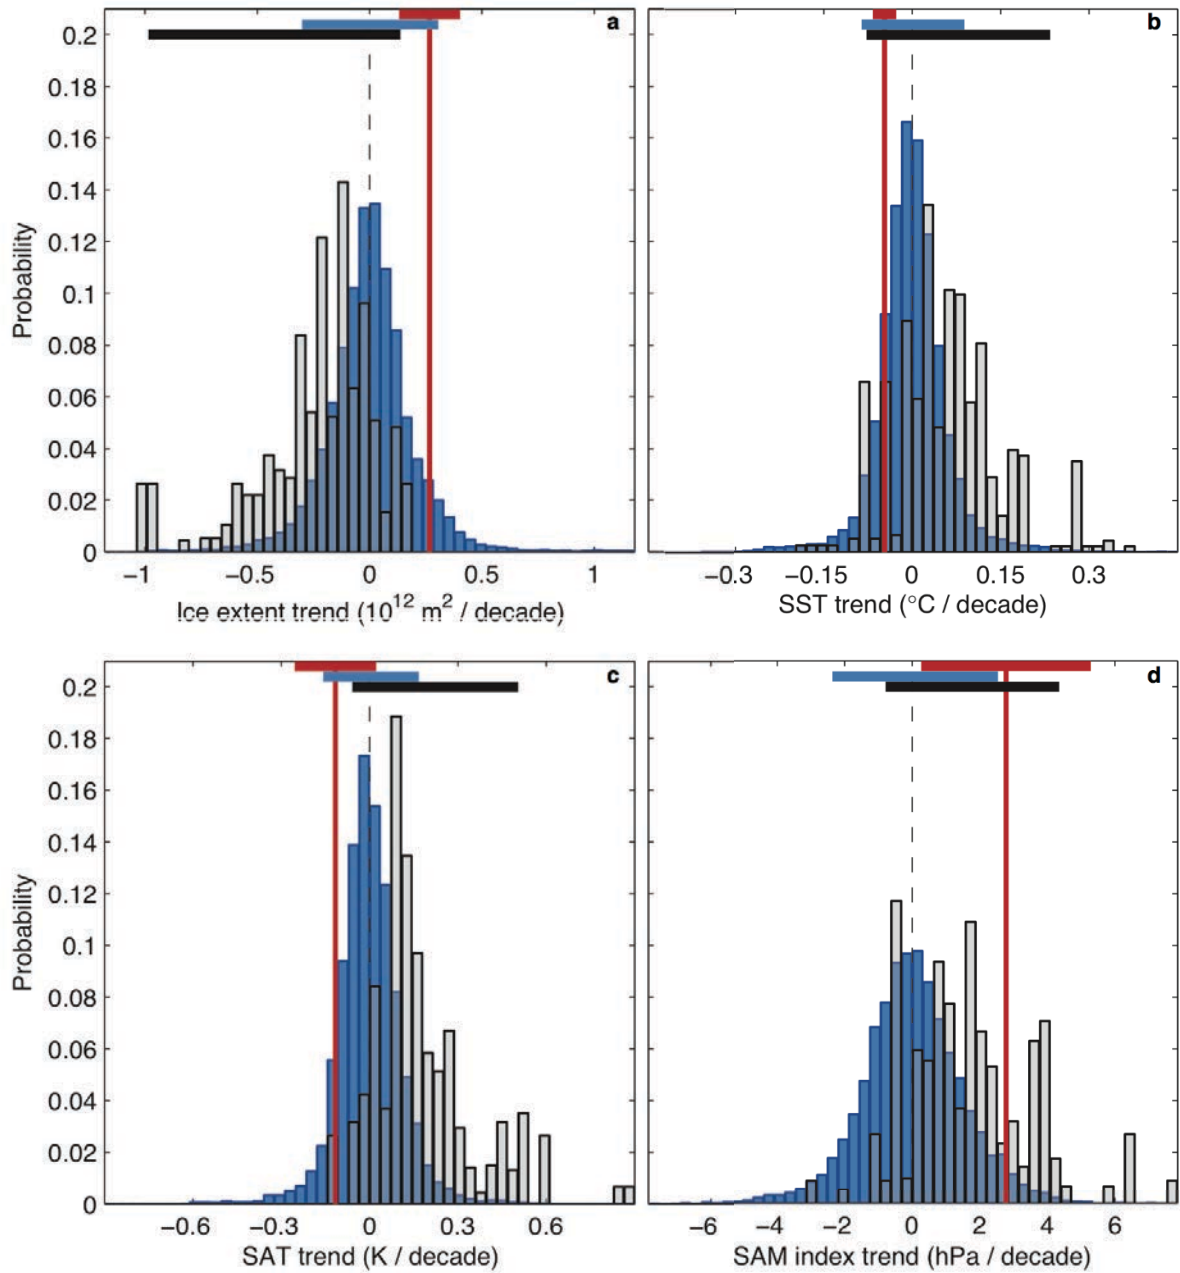 a
0.2
0.18
0.16
0.14
0.12
0.1
0.08
0.06
0.04
0.02
0
Probability
−1 −0.5 0 0.5 1
Ice extent trend (10¹² m² / decade)
b
−0.3 −0.15 0 0.15 0.3
SST trend (°C / decade)
c
0.2
0.18
0.16
0.14
0.12
0.1
0.08
0.06
0.04
0.02
0
Probability
−0.6 −0.3 0 0.3 0.6
SAT trend (K / decade)
d
−6 −4 −2 0 2 4 6
SAM index trend (hPa / decade)